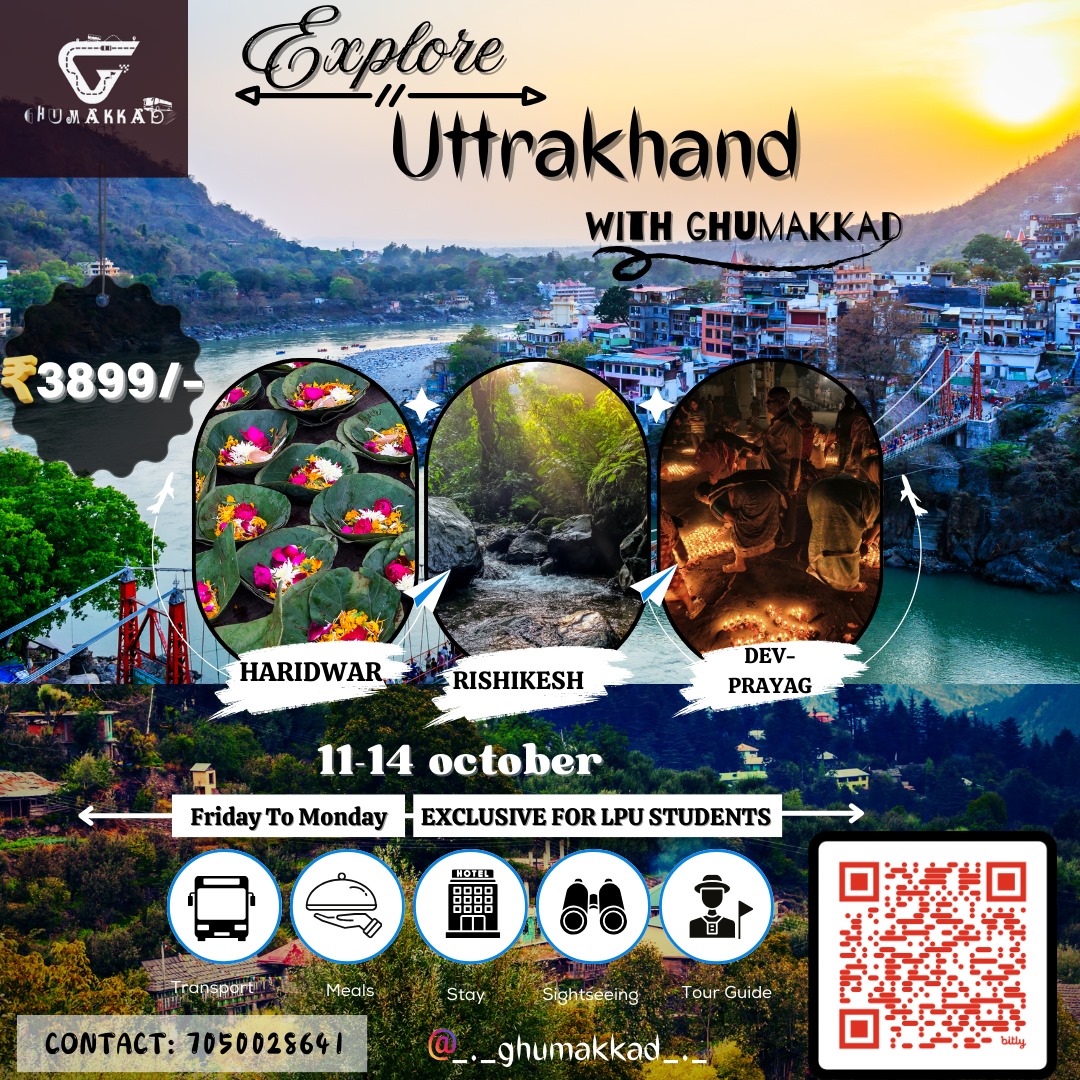 GHUMAKKAD
Explore
Uttrakhand
WITH GHUMAKKAD
₹3899/-
HARIDWAR
RISHIKESH
DEV-
PRAYAG
11-14 october
Friday To Monday
EXCLUSIVE FOR LPU STUDENTS
HOTEL
Transport
Meals
Stay
Sightseeing
Tour Guide
CONTACT: 7050028641
@_._ghumakkad_._
bitly